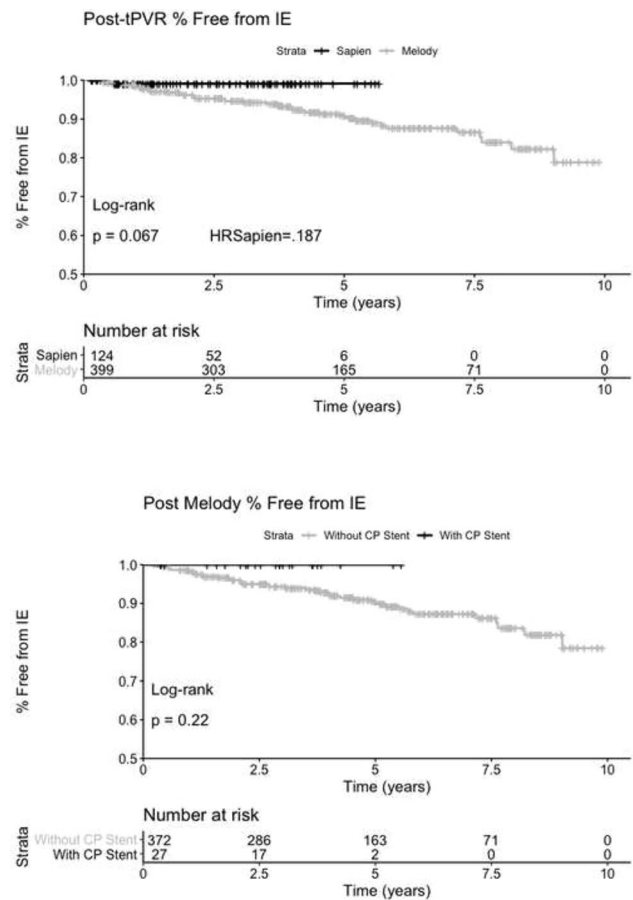 Post-tPVR % Free from IE
Strata Sapien Melody
1.0
0.9
0.8
0.7
0.6
0.5
% Free from IE
Log-rank
p = 0.067 HRSapien=.187
0 2.5 5 7.5 10
Time (years)
Number at risk
Strata
Sapien 124 52 6 0 0
Melody 399 303 165 71 0
0 2.5 5 7.5 10
Time (years)
Post Melody % Free from IE
Strata Without CP Stent With CP Stent
1.0
0.9
0.8
0.7
0.6
0.5
% Free from IE
Log-rank
p = 0.22
0 2.5 5 7.5 10
Time (years)
Number at risk
Strata
Without CP Stent 372 286 163 71 0
With CP Stent 27 17 2 0 0
0 2.5 5 7.5 10
Time (years)